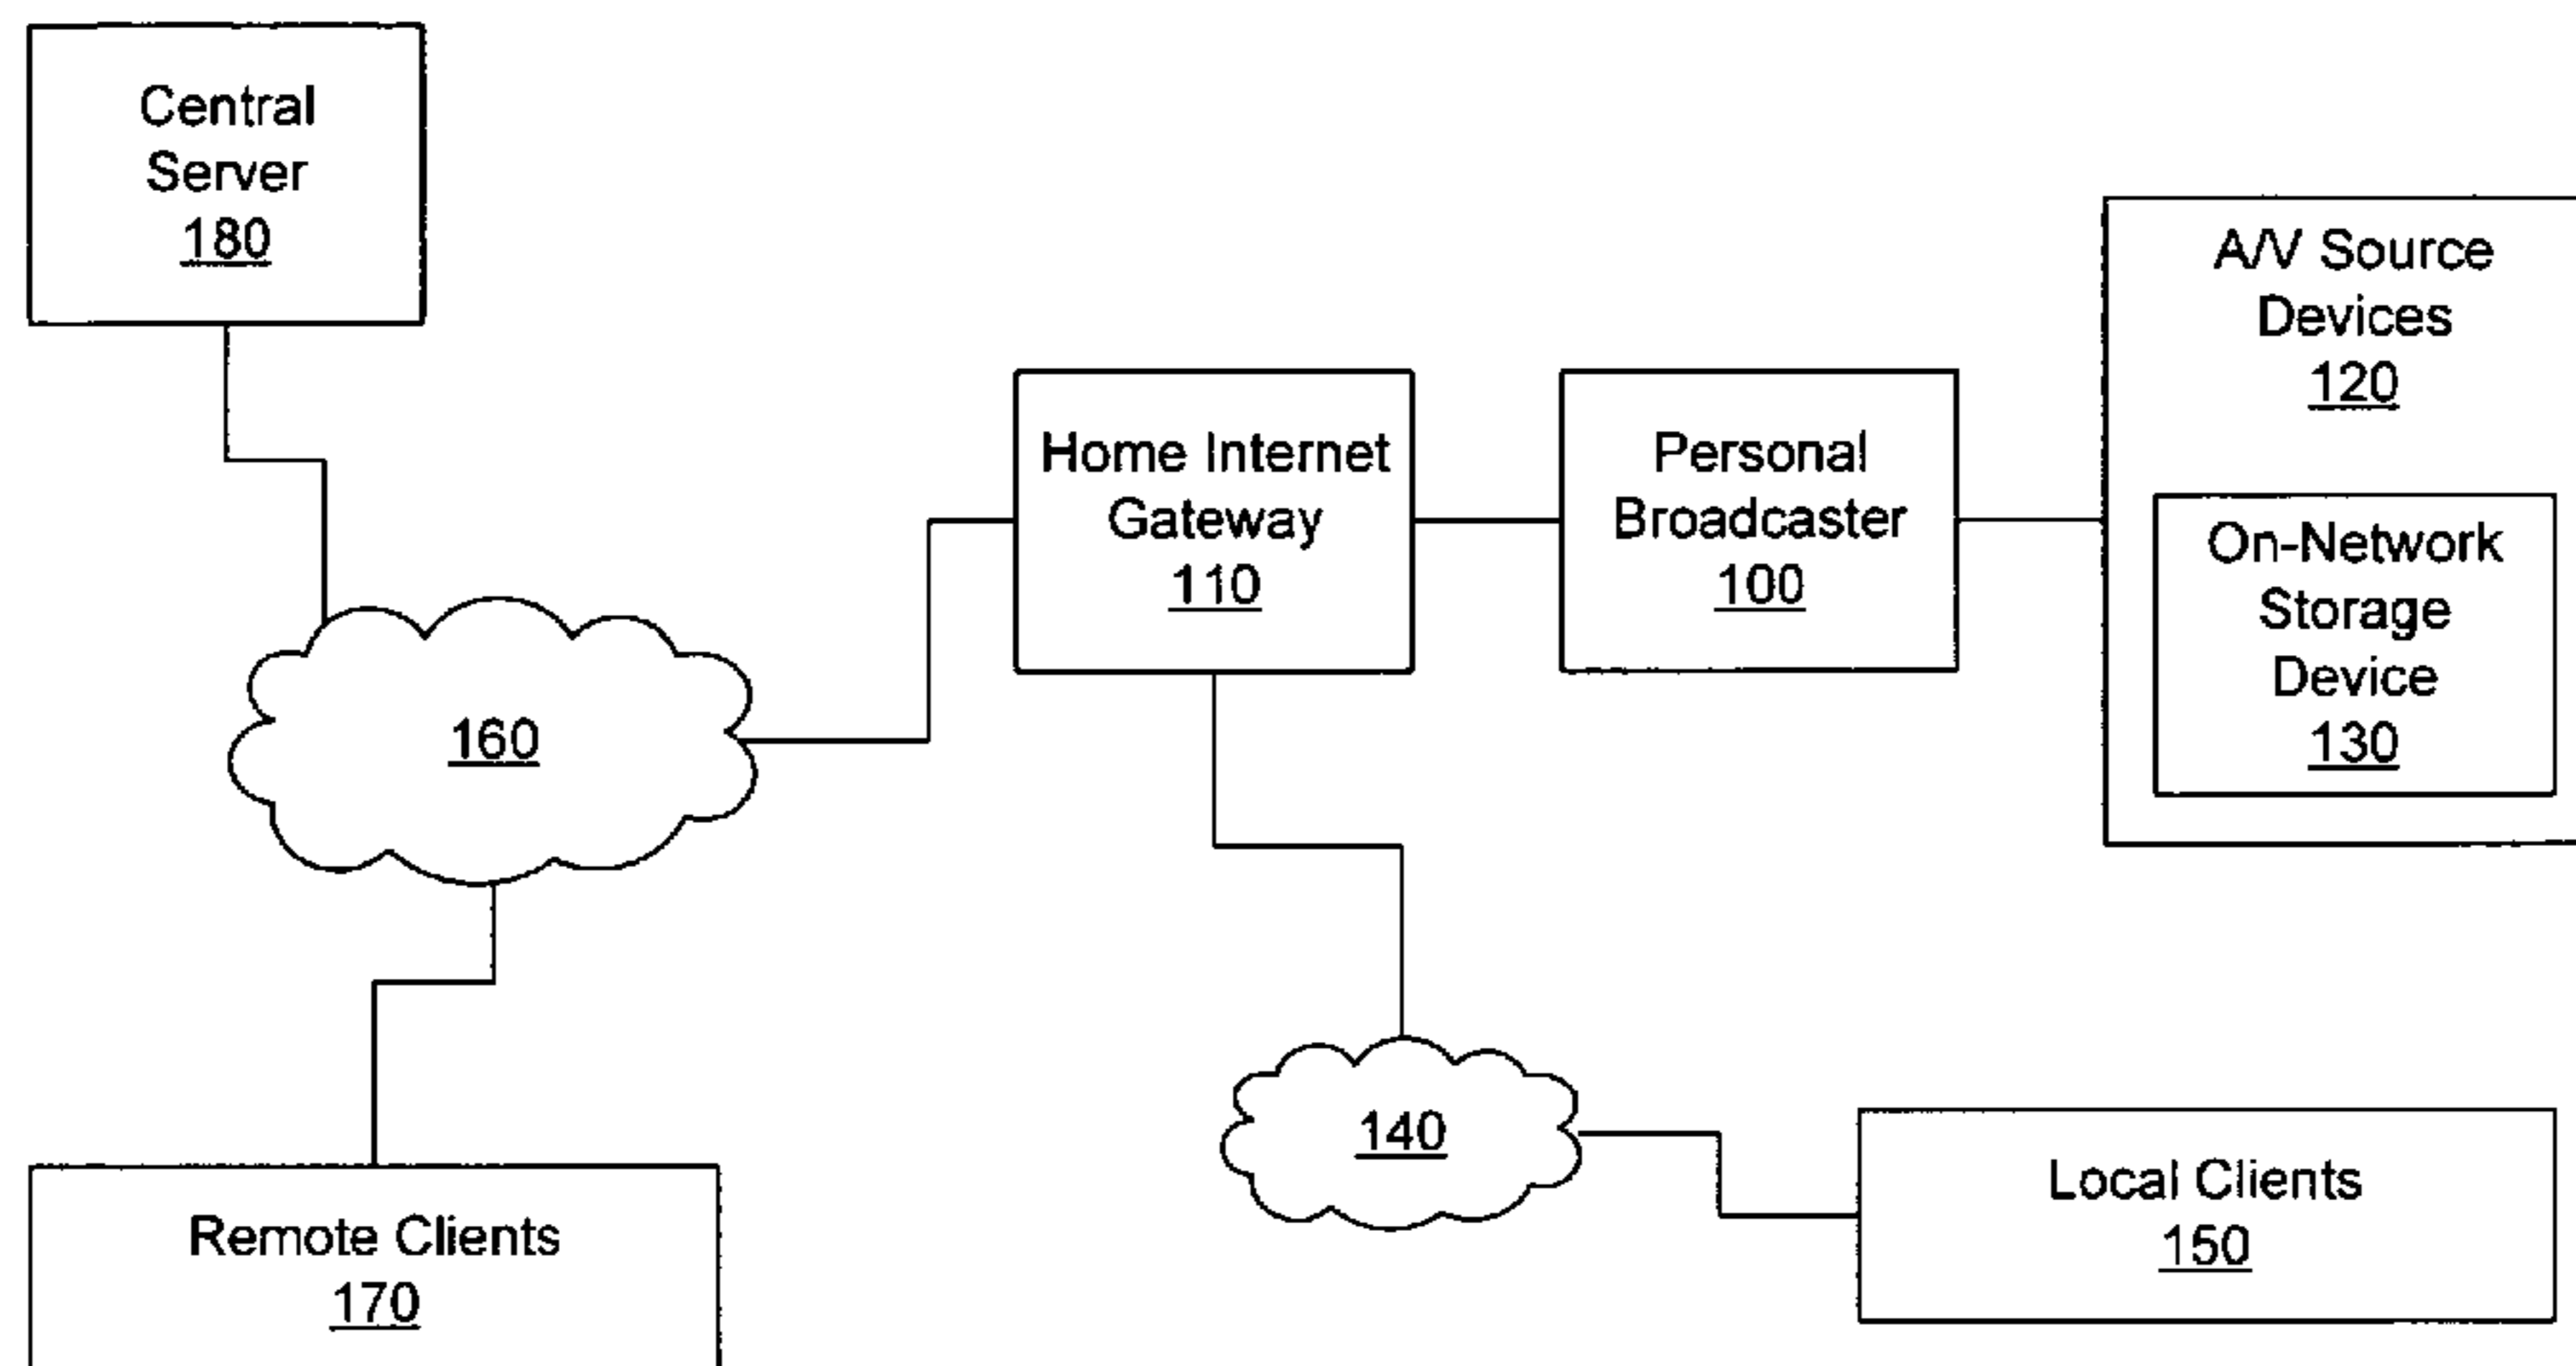 Central
Server
180
A/V Source
Devices
120
Home Internet
Gateway
110
Personal
Broadcaster
100
On-Network
Storage
Device
130
160
140
Local Clients
150
Remote Clients
170